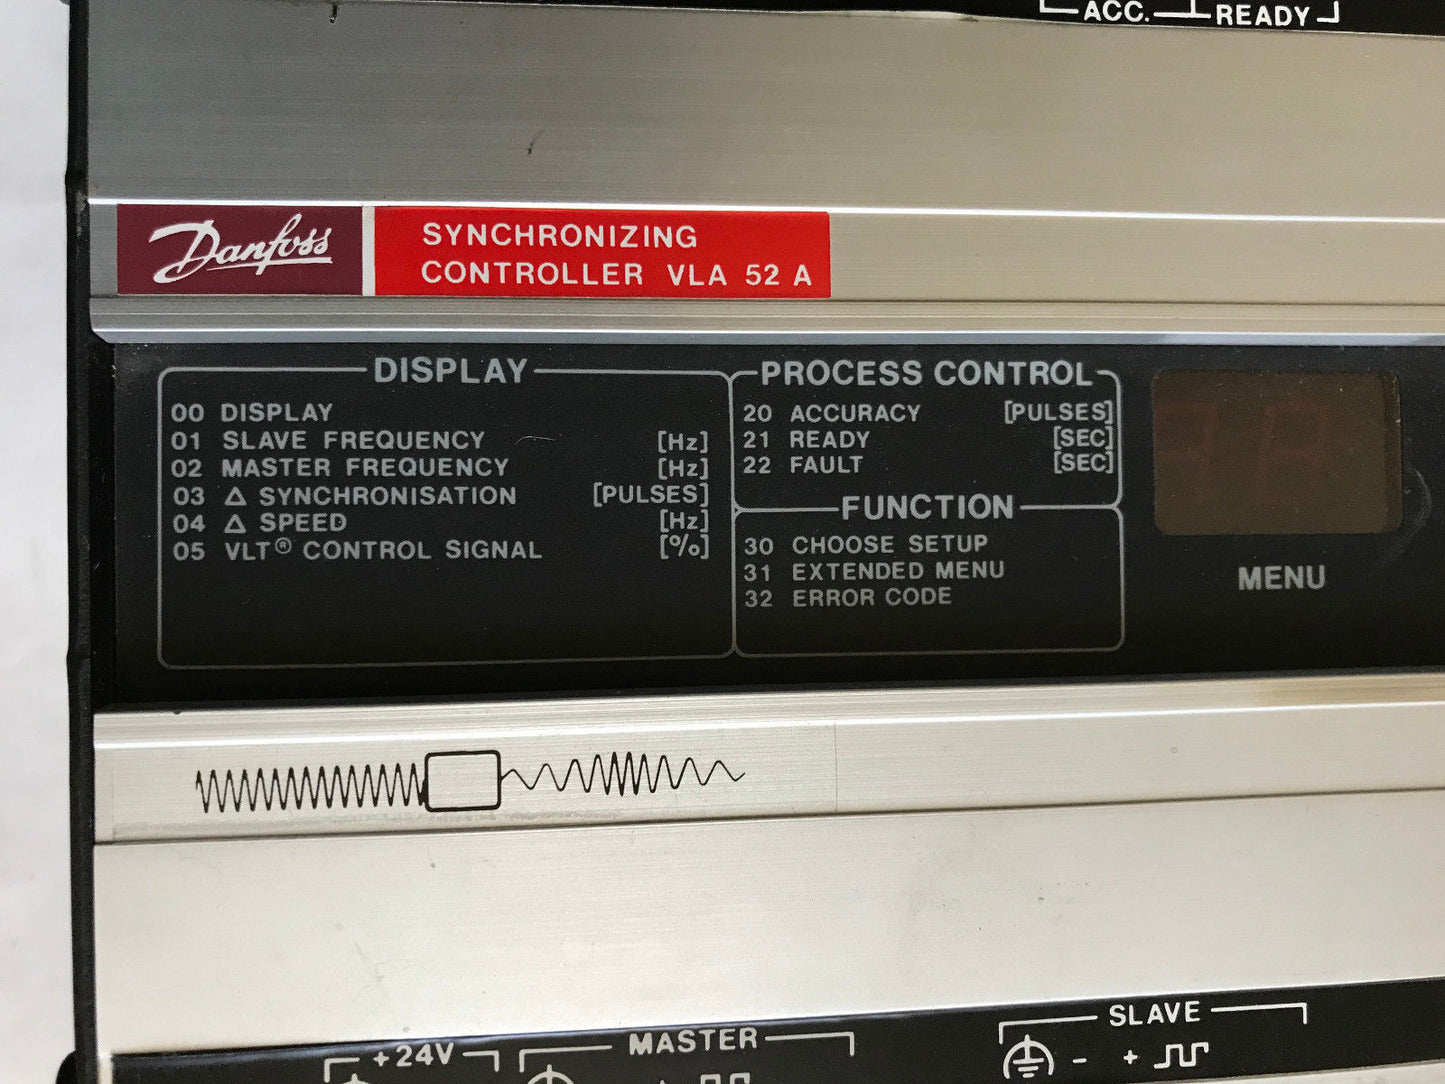 ACC. READY
Danfoss
SYNCHRONIZING
CONTROLLER VLA 52 A
DISPLAY
00 DISPLAY
01 SLAVE FREQUENCY [Hz]
02 MASTER FREQUENCY [Hz]
03 Δ SYNCHRONISATION [PULSES]
04 Δ SPEED [Hz]
05 VLT® CONTROL SIGNAL [%]
PROCESS CONTROL
20 ACCURACY [PULSES]
21 READY [SEC]
22 FAULT [SEC]
FUNCTION
30 CHOOSE SETUP
31 EXTENDED MENU
32 ERROR CODE
MENU
+24V MASTER SLAVE
- +